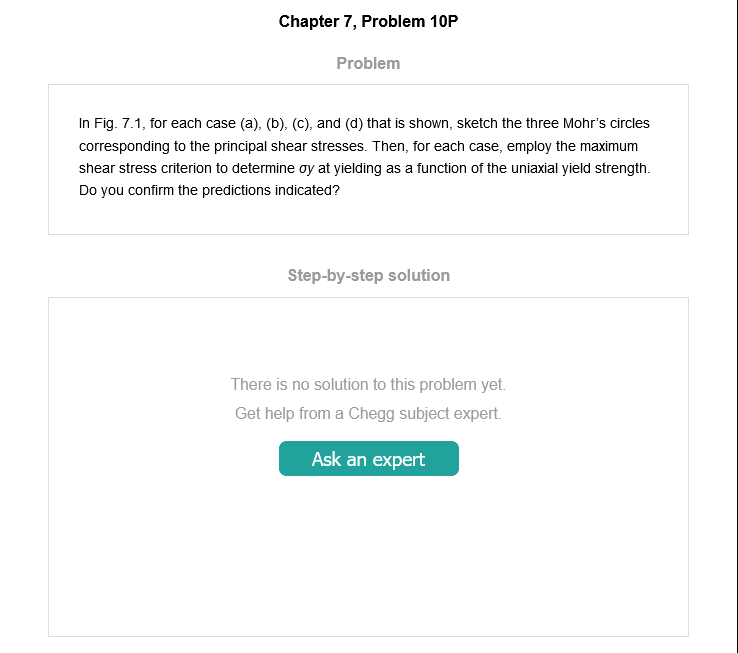 Chapter 7, Problem 10P
Problem
In Fig. 7.1, for each case (a), (b), (c), and (d) that is shown, sketch the three Mohr's circles
corresponding to the principal shear stresses. Then, for each case, employ the maximum
shear stress criterion to determine σy at yielding as a function of the uniaxial yield strength.
Do you confirm the predictions indicated?
Step-by-step solution
There is no solution to this problem yet.
Get help from a Chegg subject expert.
Ask an expert